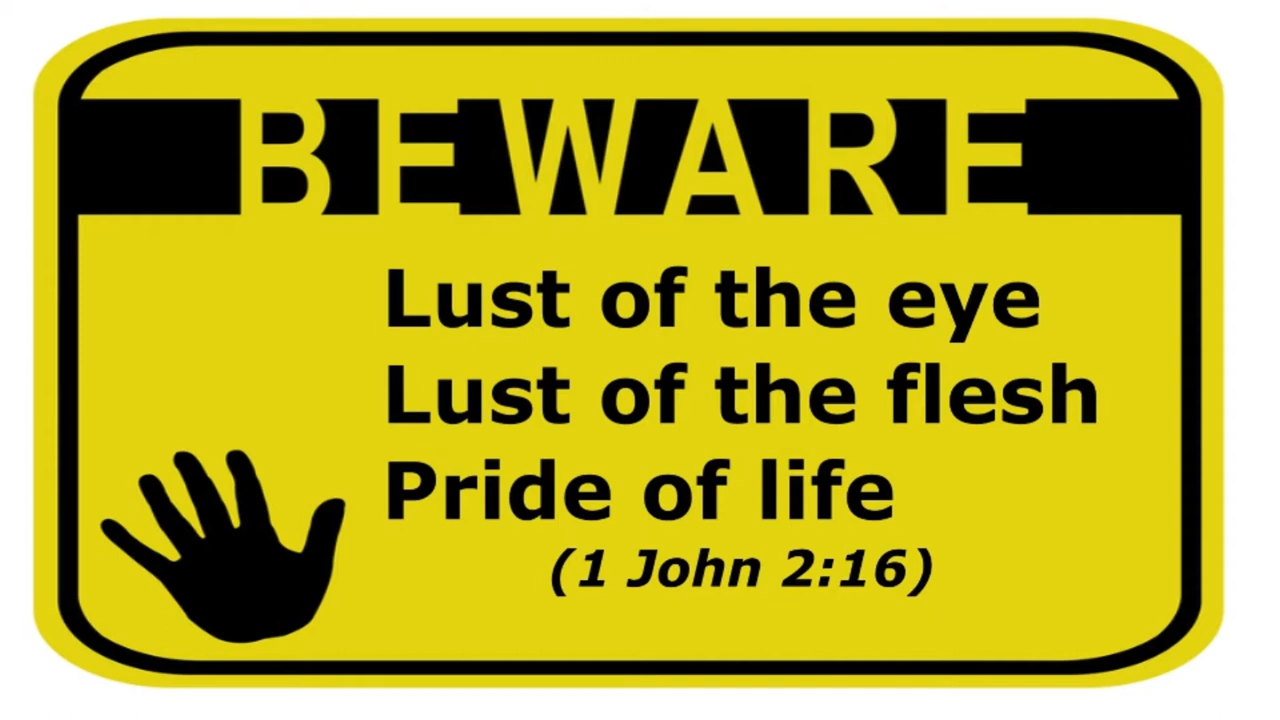 BEWARE
Lust of the eye
Lust of the flesh
Pride of life
(1 John 2:16)